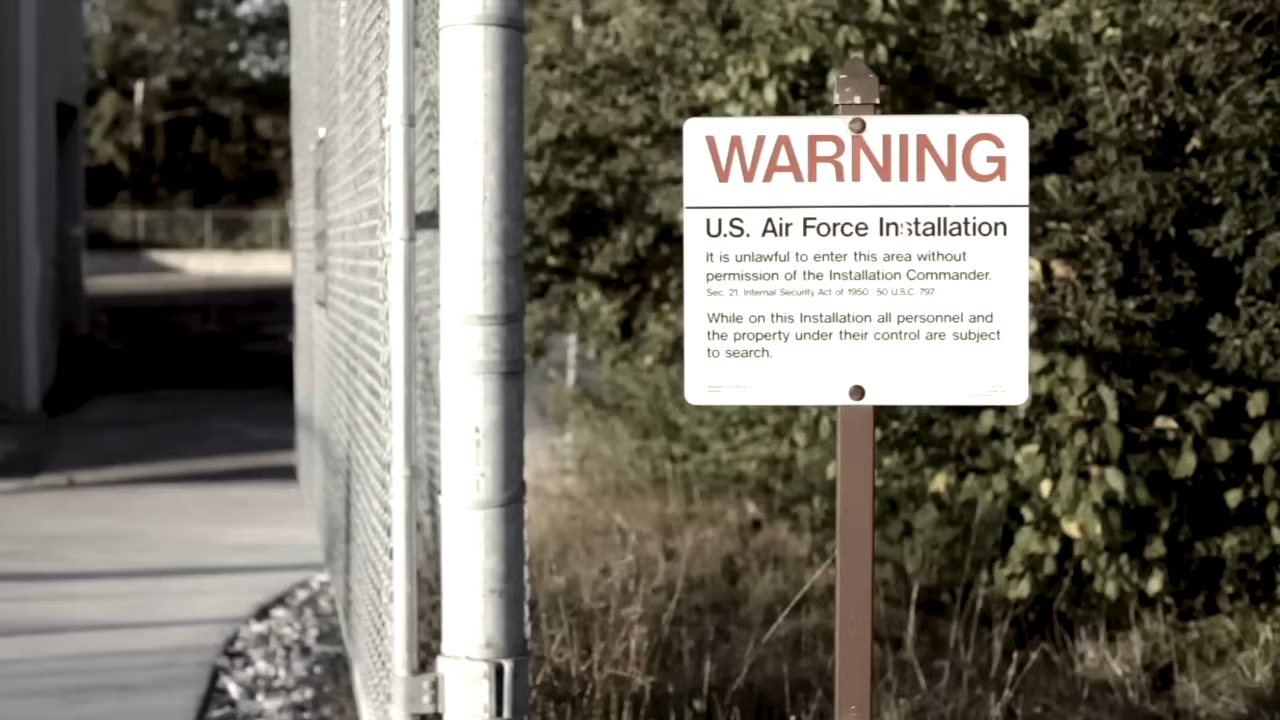 WARNING
U.S. Air Force Installation
It is unlawful to enter this area without
permission of the Installation Commander.
Sec. 21, Internal Security Act of 1950 50 U.S.C. 797
While on this Installation all personnel and
the property under their control are subject
to search.